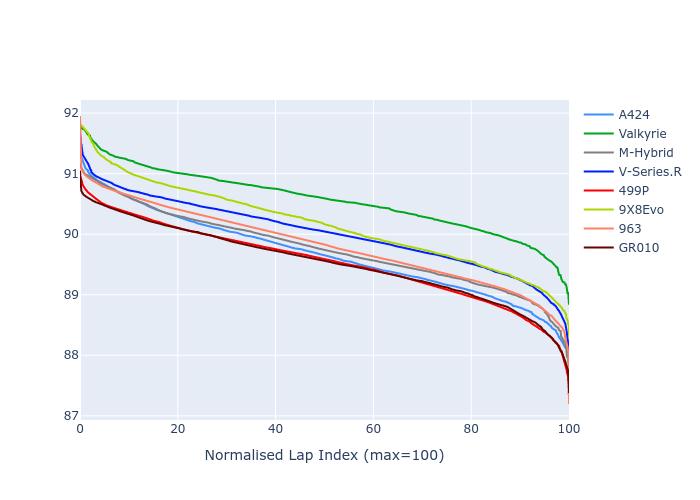 92
91
90
89
88
87
0 20 40 60 80 100
Normalised Lap Index (max=100)
A424
Valkyrie
M-Hybrid
V-Series.R
499P
9X8Evo
963
GR010